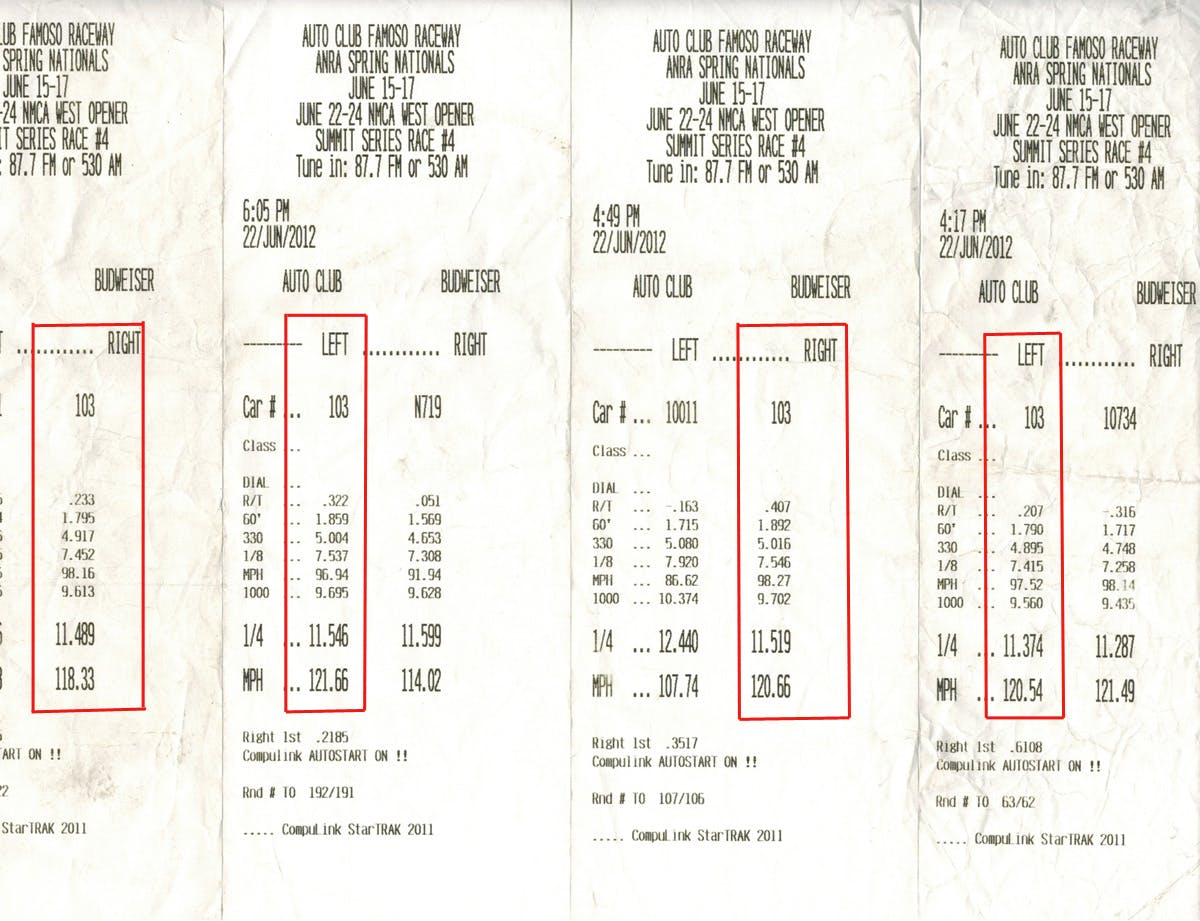 UB FAMOSO RACEWAY
SPRING NATIONALS
JUNE 15-17
-24 NMCA WEST OPENER
IT SERIES RACE #4
: 87.7 FM or 530 AM
BUDWEISER
............ RIGHT
103
.233
1.795
4.917
7.452
98.16
9.613
11.489
118.33
ART ON !!
StarTRAK 2011
AUTO CLUB FAMOSO RACEWAY
ANRA SPRING NATIONALS
JUNE 15-17
JUNE 22-24 NMCA WEST OPENER
SUMMIT SERIES RACE #4
Tune in: 87.7 FM or 530 AM
6:05 PM
22/JUN/2012
AUTO CLUB BUDWEISER
--------- LEFT ............ RIGHT
Car # ... 103 N719
Class ...
DIAL ...
R/T ... .322 .051
60' ... 1.859 1.569
330 ... 5.004 4.653
1/8 ... 7.537 7.308
MPH ... 96.94 91.94
1000 ... 9.695 9.628
1/4 ... 11.546 11.599
MPH ... 121.66 114.02
Right 1st .2185
Compulink AUTOSTART ON !!
Rnd # TO 192/191
..... CompuLink StarTRAK 2011
AUTO CLUB FAMOSO RACEWAY
ANRA SPRING NATIONALS
JUNE 15-17
JUNE 22-24 NMCA WEST OPENER
SUMMIT SERIES RACE #4
Tune in: 87.7 FM or 530 AM
4:49 PM
22/JUN/2012
AUTO CLUB BUDWEISER
--------- LEFT ............ RIGHT
Car # ... 10011 103
Class ...
DIAL ...
R/T ... -.163 .407
60' ... 1.715 1.892
330 ... 5.080 5.016
1/8 ... 7.920 7.546
MPH ... 86.62 98.27
1000 ... 10.374 9.702
1/4 ... 12.440 11.519
MPH ... 107.74 120.66
Right 1st .3517
Compulink AUTOSTART ON !!
Rnd # TO 107/106
..... CompuLink StarTRAK 2011
AUTO CLUB FAMOSO RACEWAY
ANRA SPRING NATIONALS
JUNE 15-17
JUNE 22-24 NMCA WEST OPENER
SUMMIT SERIES RACE #4
Tune in: 87.7 FM or 530 AM
4:17 PM
22/JUN/2012
AUTO CLUB BUDWEISER
--------- LEFT ............ RIGHT
Car # ... 103 10734
Class ...
DIAL ...
R/T ... .207 -.316
60' ... 1.790 1.717
330 ... 4.895 4.748
1/8 ... 7.415 7.258
MPH ... 97.52 98.14
1000 ... 9.560 9.435
1/4 ... 11.374 11.287
MPH ... 120.54 121.49
Right 1st .6108
Compulink AUTOSTART ON !!
Rnd # TO 63/62
..... CompuLink StarTRAK 2011